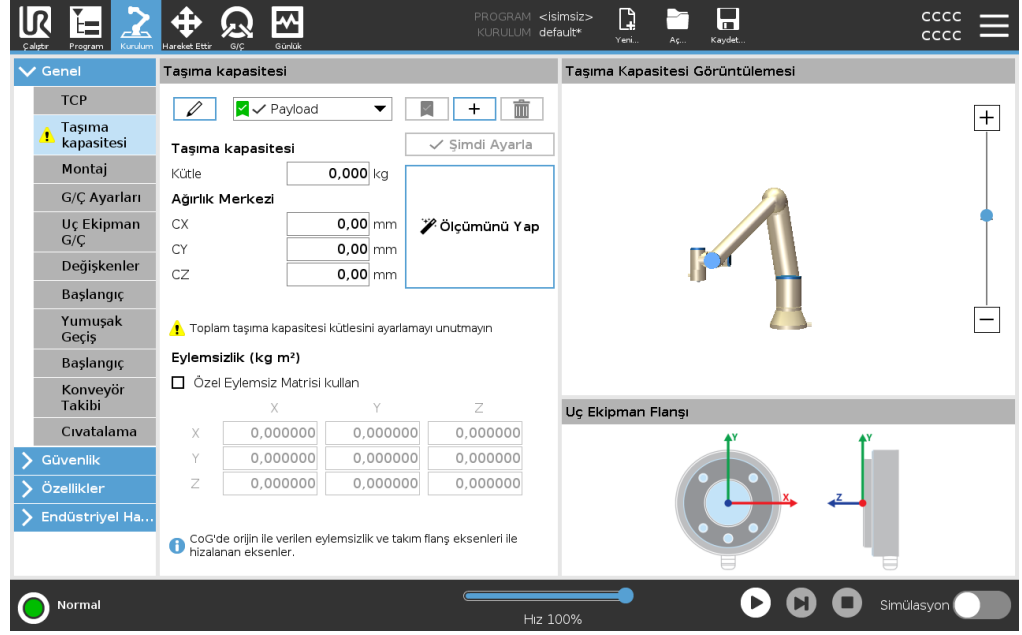 PROGRAM <isimsiz>
KURULUM default*
CCCC
CCCC
Çalıştır
Program
Kurulum
Hareket Ettir
G/Ç
Günlük
Yeni...
Aç...
Kaydet...
Genel
TCP
Taşıma
kapasitesi
Montaj
G/Ç Ayarları
Uç Ekipman
G/Ç
Değişkenler
Başlangıç
Yumuşak
Geçiş
Başlangıç
Konveyör
Takibi
Cıvatalama
Güvenlik
Özellikler
Endüstriyel Ha...
Taşıma kapasitesi
Payload
Taşıma kapasitesi
Şimdi Ayarla
Kütle 0,000 kg
Ağırlık Merkezi
CX 0,00 mm
CY 0,00 mm
CZ 0,00 mm
Ölçümünü Yap
Toplam taşıma kapasitesi kütlesini ayarlamayı unutmayın
Eylemsizlik (kg m²)
Özel Eylemsiz Matrisi kullan
X Y Z
X 0,000000 0,000000 0,000000
Y 0,000000 0,000000 0,000000
Z 0,000000 0,000000 0,000000
CoG'de orijin ile verilen eylemsizlik ve takım flanş eksenleri ile
hizalanan eksenler.
Taşıma Kapasitesi Görüntülemesi
Uç Ekipman Flanşı
Y
X
Y
Z
Normal
Hız 100%
Simülasyon